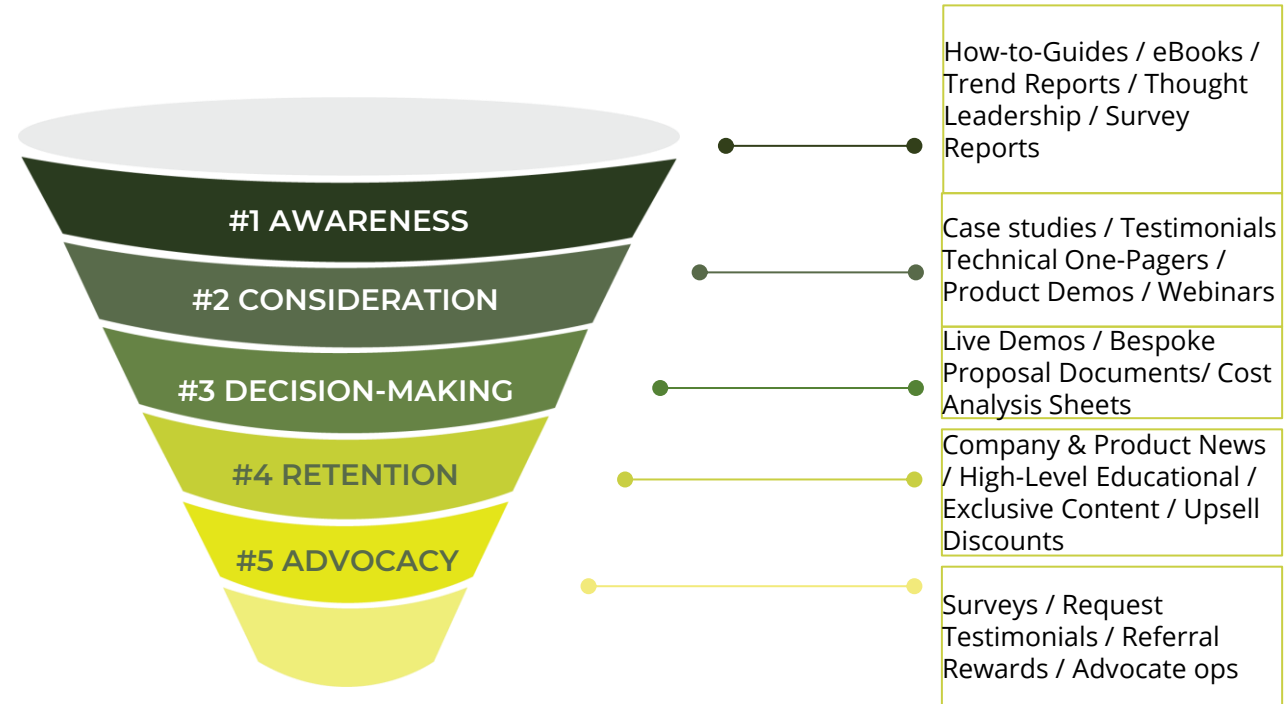 #1 AWARENESS
#2 CONSIDERATION
#3 DECISION-MAKING
#4 RETENTION
#5 ADVOCACY
How-to-Guides / eBooks /
Trend Reports / Thought
Leadership / Survey
Reports
Case studies / Testimonials
Technical One-Pagers /
Product Demos / Webinars
Live Demos / Bespoke
Proposal Documents/ Cost
Analysis Sheets
Company & Product News
/ High-Level Educational /
Exclusive Content / Upsell
Discounts
Surveys / Request
Testimonials / Referral
Rewards / Advocate ops